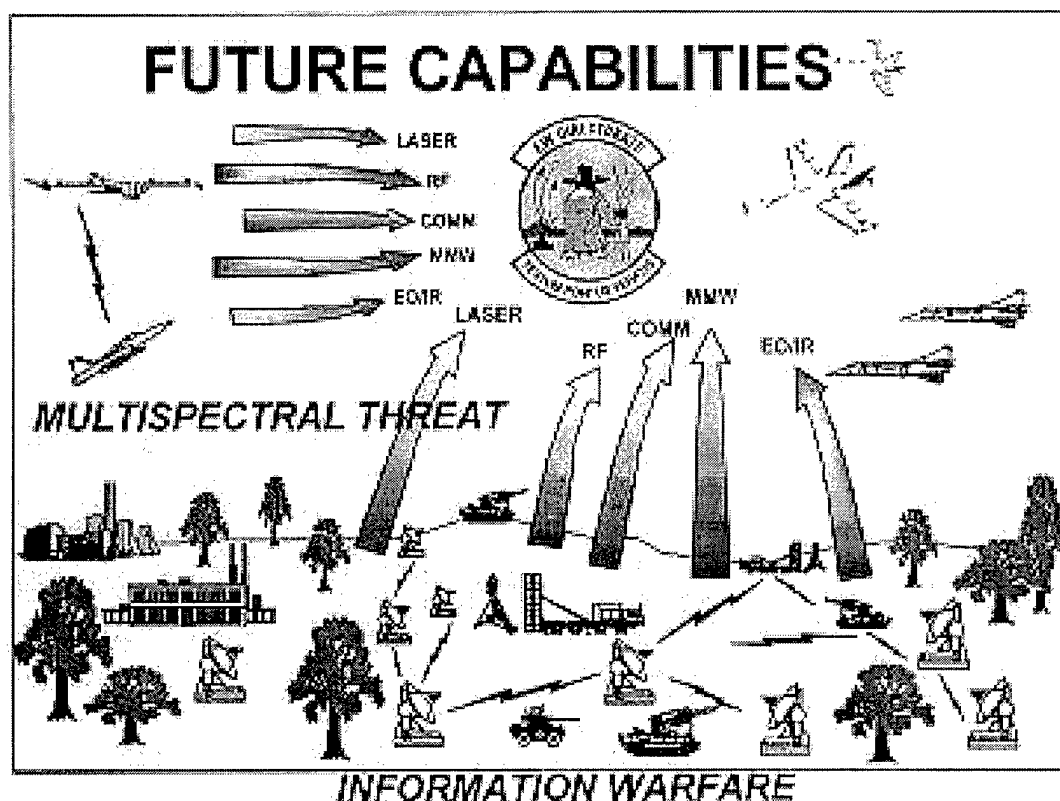 FUTURE CAPABILITIES
LASER
RF
COMM
MMW
EO/IR
LASER
RF
COMM
MMW
EO/IR
MULTISPECTRAL THREAT
INFORMATION WARFARE